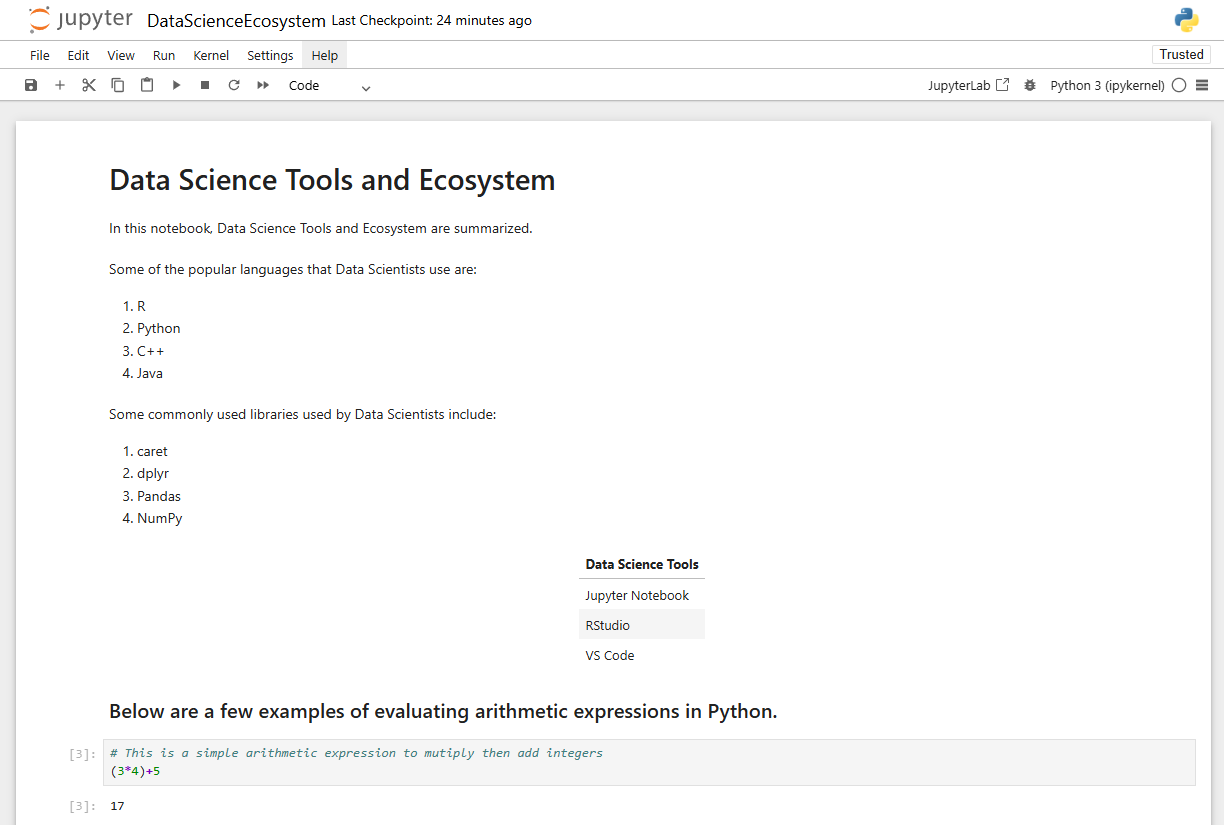 jupyter DataScienceEcosystem Last Checkpoint: 24 minutes ago
File Edit View Run Kernel Settings Help Trusted
Code JupyterLab Python 3 (ipykernel)
Data Science Tools and Ecosystem
In this notebook, Data Science Tools and Ecosystem are summarized.
Some of the popular languages that Data Scientists use are:
1. R
2. Python
3. C++
4. Java
Some commonly used libraries used by Data Scientists include:
1. caret
2. dplyr
3. Pandas
4. NumPy
Data Science Tools
Jupyter Notebook
RStudio
VS Code
Below are a few examples of evaluating arithmetic expressions in Python.
[3]: # This is a simple arithmetic expression to mutiply then add integers
(3*4)+5
[3]: 17